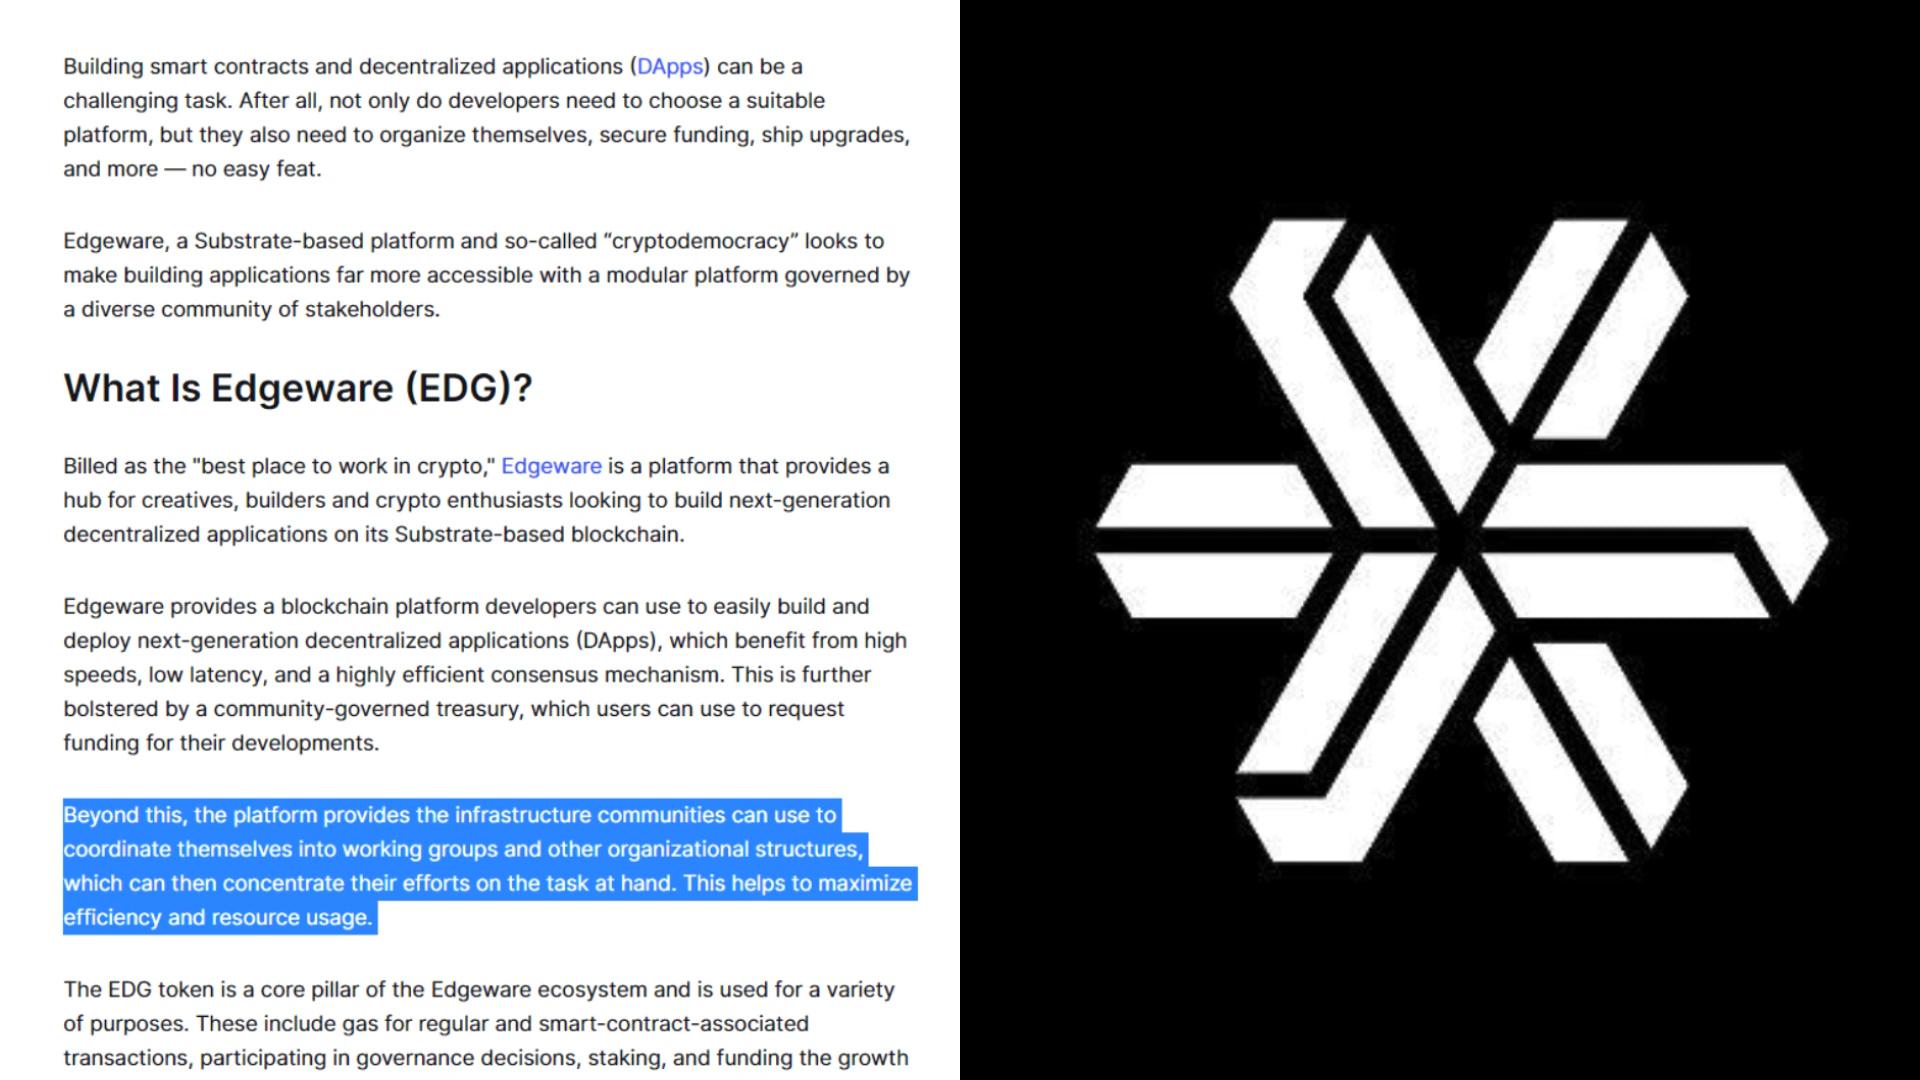 Building smart contracts and decentralized applications (DApps) can be a
challenging task. After all, not only do developers need to choose a suitable
platform, but they also need to organize themselves, secure funding, ship upgrades,
and more — no easy feat.
Edgeware, a Substrate-based platform and so-called “cryptodemocracy” looks to
make building applications far more accessible with a modular platform governed by
a diverse community of stakeholders.
What Is Edgeware (EDG)?
Billed as the "best place to work in crypto," Edgeware is a platform that provides a
hub for creatives, builders and crypto enthusiasts looking to build next-generation
decentralized applications on its Substrate-based blockchain.
Edgeware provides a blockchain platform developers can use to easily build and
deploy next-generation decentralized applications (DApps), which benefit from high
speeds, low latency, and a highly efficient consensus mechanism. This is further
bolstered by a community-governed treasury, which users can use to request
funding for their developments.
Beyond this, the platform provides the infrastructure communities can use to
coordinate themselves into working groups and other organizational structures,
which can then concentrate their efforts on the task at hand. This helps to maximize
efficiency and resource usage.
The EDG token is a core pillar of the Edgeware ecosystem and is used for a variety
of purposes. These include gas for regular and smart-contract-associated
transactions, participating in governance decisions, staking, and funding the growth